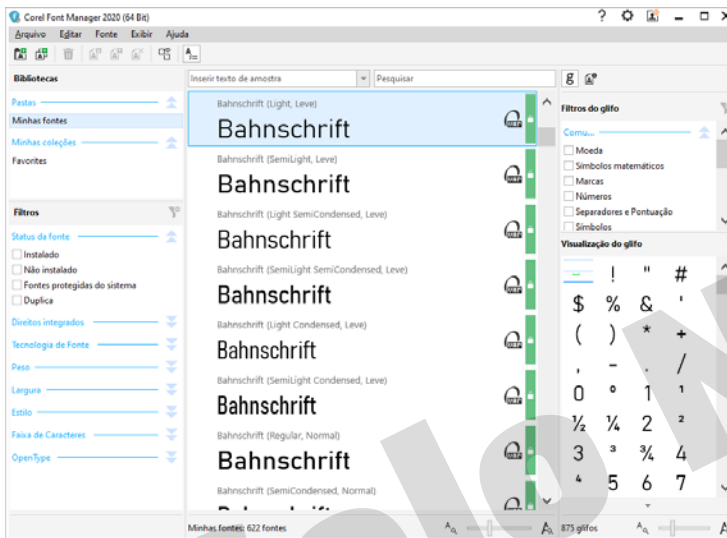 Corel Font Manager 2020 (64 Bit)
Arquivo Editar Fonte Exibir Ajuda
Bibliotecas
Pastas
Minhas fontes
Minhas coleções
Favorites
Filtros
Status da fonte
Instalado
Não instalado
Fontes protegidas do sistema
Duplica
Direitos integrados
Tecnologia de Fonte
Peso
Largura
Estilo
Faixa de Caracteres
OpenType
Inserir texto de amostra
Pesquisar
Bahnschrift (Light, Leve)
Bahnschrift
Bahnschrift (SemiLight, Leve)
Bahnschrift
Bahnschrift (Light SemiCondensed, Leve)
Bahnschrift
Bahnschrift (SemiLight SemiCondensed, Leve)
Bahnschrift
Bahnschrift (Light Condensed, Leve)
Bahnschrift
Bahnschrift (SemiLight Condensed, Leve)
Bahnschrift
Bahnschrift (Regular, Normal)
Bahnschrift
Bahnschrift (SemiCondensed, Normal)
Minhas fontes: 622 fontes
Filtros do glifo
Comu...
Moeda
Símbolos matemáticos
Marcas
Números
Separadores e Pontuação
Símbolos
Visualização do glifo
! " #
$ % & '
( ) * +
, - . /
0 ⁰ 1 ¹
½ ¼ 2 ²
3 ³ ¾ 4
⁴ 5 6 7
875 glifos